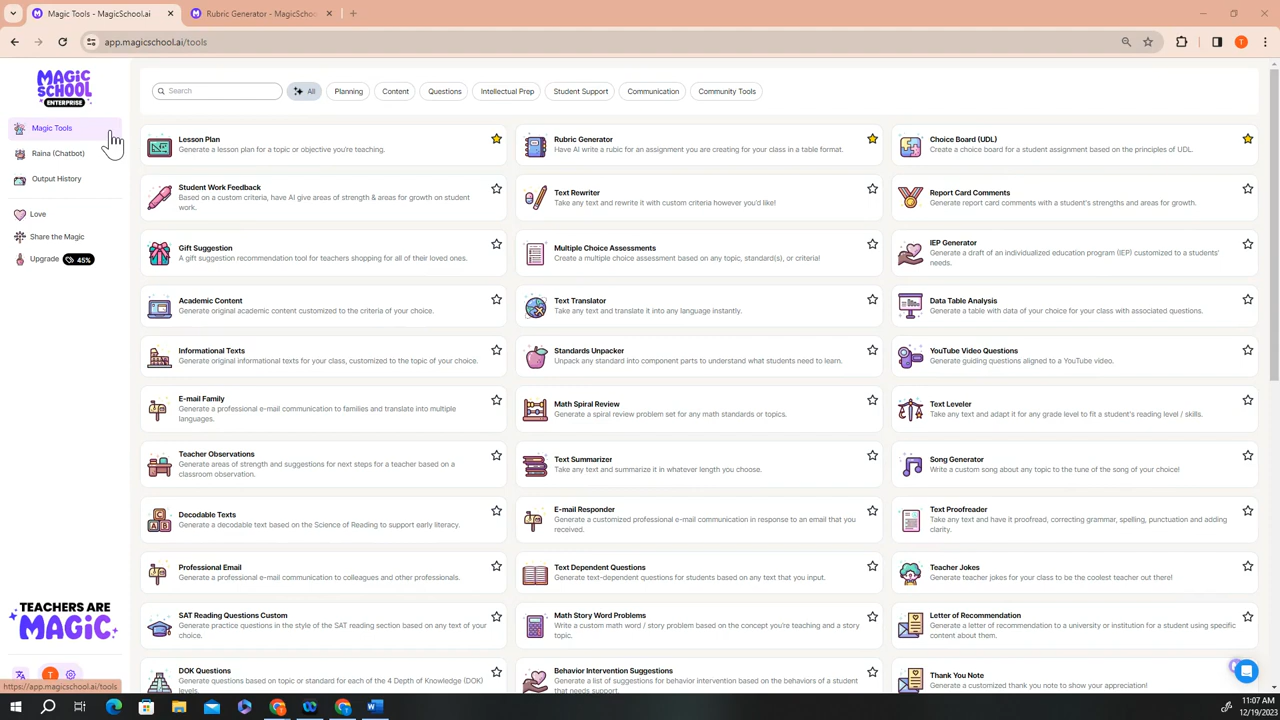 Magic Tools - MagicSchool.ai
Rubric Generator - MagicSchoo
app.magicschool.ai/tools
T
MAGIC
SCHOOL
ENTERPRISE
Magic Tools
Raina (Chatbot)
Output History
Love
Share the Magic
Upgrade 45%
TEACHERS ARE
MAGIC
T
https://app.magicschool.ai/tools
Search
All
Planning
Content
Questions
Intellectual Prep
Student Support
Communication
Community Tools
Lesson Plan
Generate a lesson plan for a topic or objective you're teaching.
Rubric Generator
Have AI write a rubic for an assignment you are creating for your class in a table format.
Choice Board (UDL)
Create a choice board for a student assignment based on the principles of UDL.
Student Work Feedback
Based on a custom criteria, have AI give areas of strength & areas for growth on student
work.
Text Rewriter
Take any text and rewrite it with custom criteria however you'd like!
Report Card Comments
Generate report card comments with a student's strengths and areas for growth.
Gift Suggestion
A gift suggestion recommendation tool for teachers shopping for all of their loved ones.
Multiple Choice Assessments
Create a multiple choice assessment based on any topic, standard(s), or criteria!
IEP Generator
Generate a draft of an individualized education program (IEP) customized to a students'
needs.
Academic Content
Generate original academic content customized to the criteria of your choice.
Text Translator
Take any text and translate it into any language instantly.
Data Table Analysis
Generate a table with data of your choice for your class with associated questions.
Informational Texts
Generate original informational texts for your class, customized to the topic of your choice.
Standards Unpacker
Unpack any standard into component parts to understand what students need to learn.
YouTube Video Questions
Generate guiding questions aligned to a YouTube video.
E-mail Family
Generate a professional e-mail communication to families and translate into multiple
languages.
Math Spiral Review
Generate a spiral review problem set for any math standards or topics.
Text Leveler
Take any text and adapt it for any grade level to fit a student's reading level / skills.
Teacher Observations
Generate areas of strength and suggestions for next steps for a teacher based on a
classroom observation.
Text Summarizer
Take any text and summarize it in whatever length you choose.
Song Generator
Write a custom song about any topic to the tune of the song of your choice!
Decodable Texts
Generate a decodable text based on the Science of Reading to support early literacy.
E-mail Responder
Generate a customized professional e-mail communication in response to an email that you
received.
Text Proofreader
Take any text and have it proofread, correcting grammar, spelling, punctuation and adding
clarity.
Professional Email
Generate a professional e-mail communication to colleagues and other professionals.
Text Dependent Questions
Generate text-dependent questions for students based on any text that you input.
Teacher Jokes
Generate teacher jokes for your class to be the coolest teacher out there!
SAT Reading Questions Custom
Generate practice questions in the style of the SAT reading section based on any text of your
choice.
Math Story Word Problems
Write a custom math word / story problem based on the concept you're teaching and a story
topic.
Letter of Recommendation
Generate a letter of recommendation to a university or institution for a student using specific
content about them.
DOK Questions
Generate questions based on topic or standard for each of the 4 Depth of Knowledge (DOK)
levels.
Behavior Intervention Suggestions
Generate a list of suggestions for behavior intervention based on the behaviors of a student
that needs support.
Thank You Note
Generate a customized thank you note to show your appreciation!
11:07 AM
12/19/2023